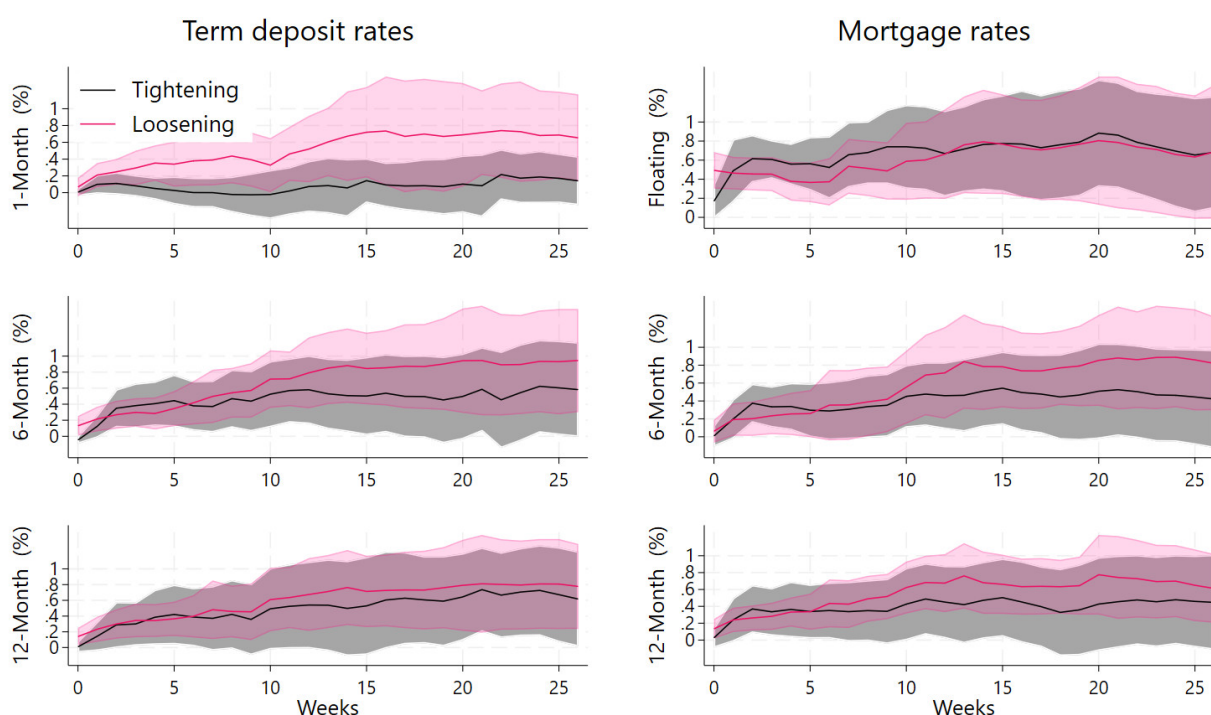 Term deposit rates
Mortgage rates
1-Month (%)
1
.8
.6
.4
.2
0
Tightening
Loosening
0 5 10 15 20 25
Floating (%)
1
.8
.6
.4
.2
0
0 5 10 15 20 25
6-Month (%)
1
.8
.6
.4
.2
0
0 5 10 15 20 25
6-Month (%)
1
.8
.6
.4
.2
0
0 5 10 15 20 25
12-Month (%)
1
.8
.6
.4
.2
0
0 5 10 15 20 25
Weeks
12-Month (%)
1
.8
.6
.4
.2
0
0 5 10 15 20 25
Weeks